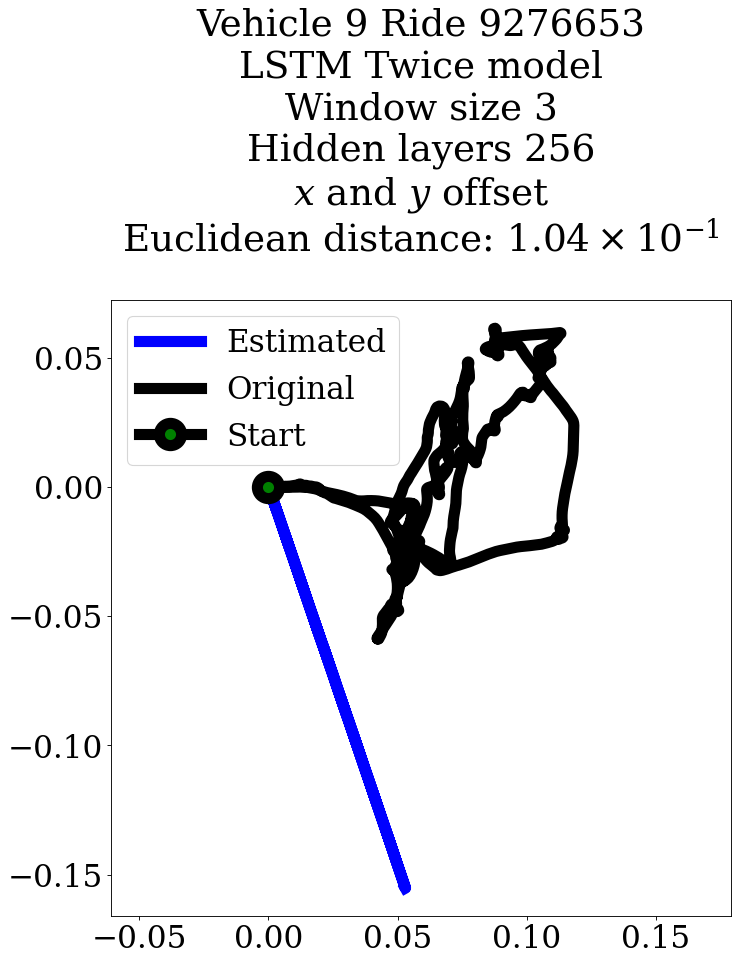 Vehicle 9 Ride 9276653
LSTM Twice model
Window size 3
Hidden layers 256
x and y offset
Euclidean distance: 1.04 × 10⁻¹
Estimated
Original
Start
0.05
0.00
−0.05
−0.10
−0.15
−0.05 0.00 0.05 0.10 0.15